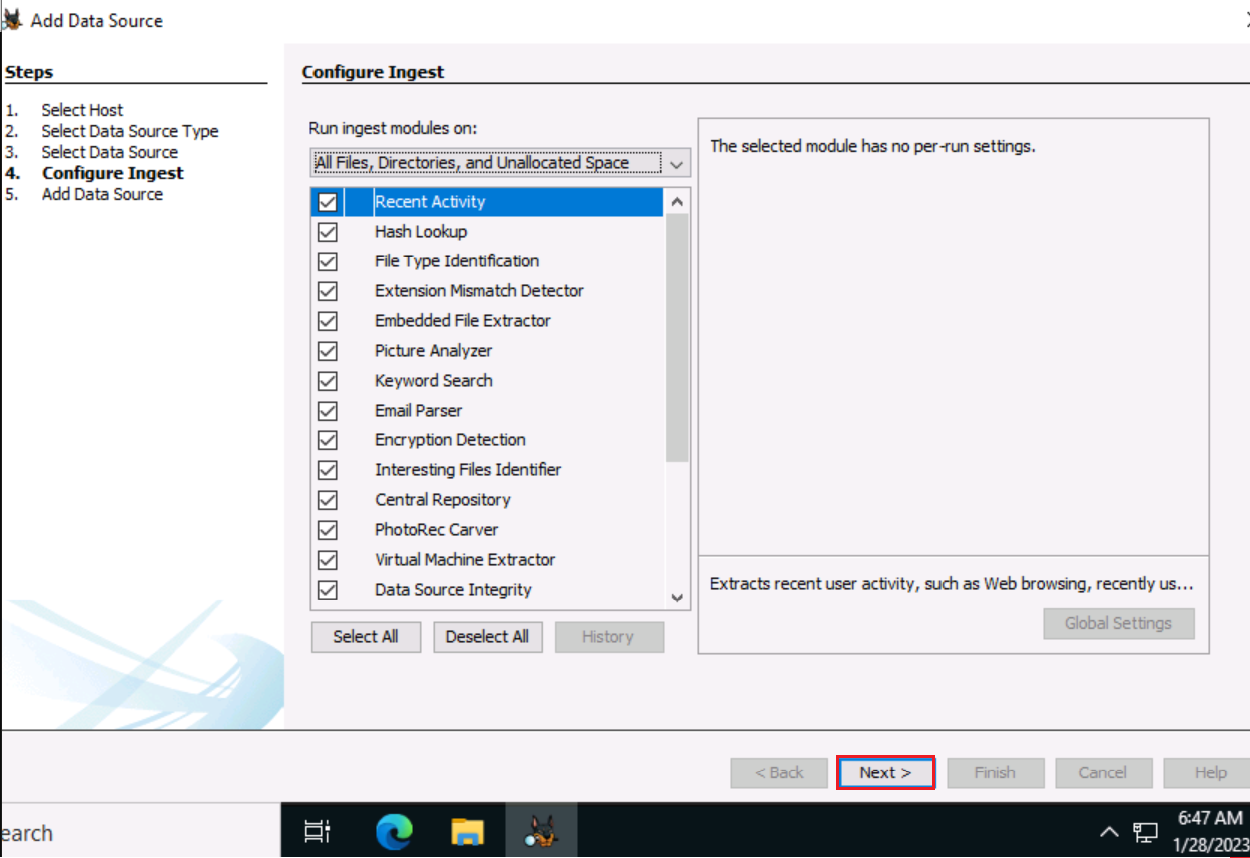 Add Data Source
Steps
1. Select Host
2. Select Data Source Type
3. Select Data Source
4. Configure Ingest
5. Add Data Source
Configure Ingest
Run ingest modules on:
All Files, Directories, and Unallocated Space
Recent Activity
Hash Lookup
File Type Identification
Extension Mismatch Detector
Embedded File Extractor
Picture Analyzer
Keyword Search
Email Parser
Encryption Detection
Interesting Files Identifier
Central Repository
PhotoRec Carver
Virtual Machine Extractor
Data Source Integrity
Select All Deselect All History
The selected module has no per-run settings.
Extracts recent user activity, such as Web browsing, recently us...
Global Settings
< Back Next > Finish Cancel Help
earch
6:47 AM
1/28/2023